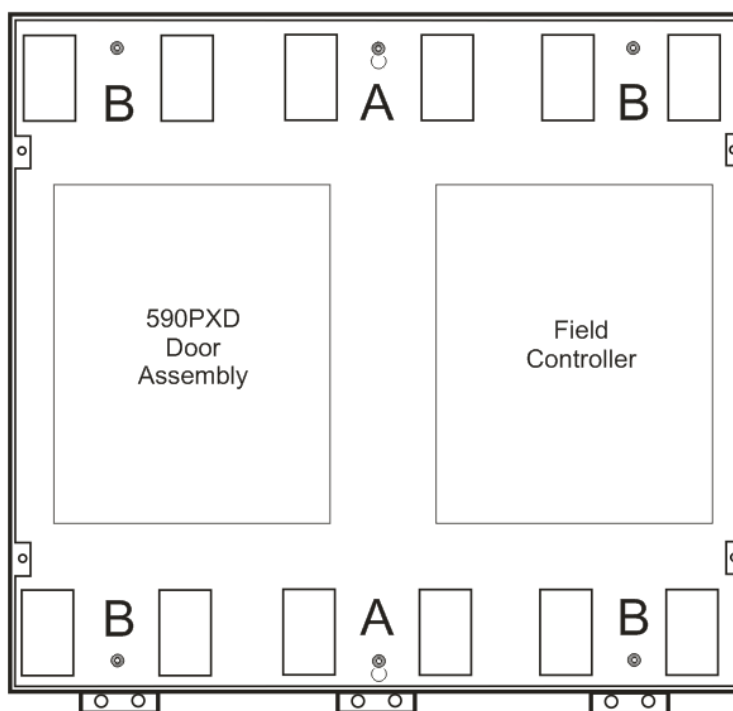 B A B
590PXD
Door
Assembly
Field
Controller
B A B